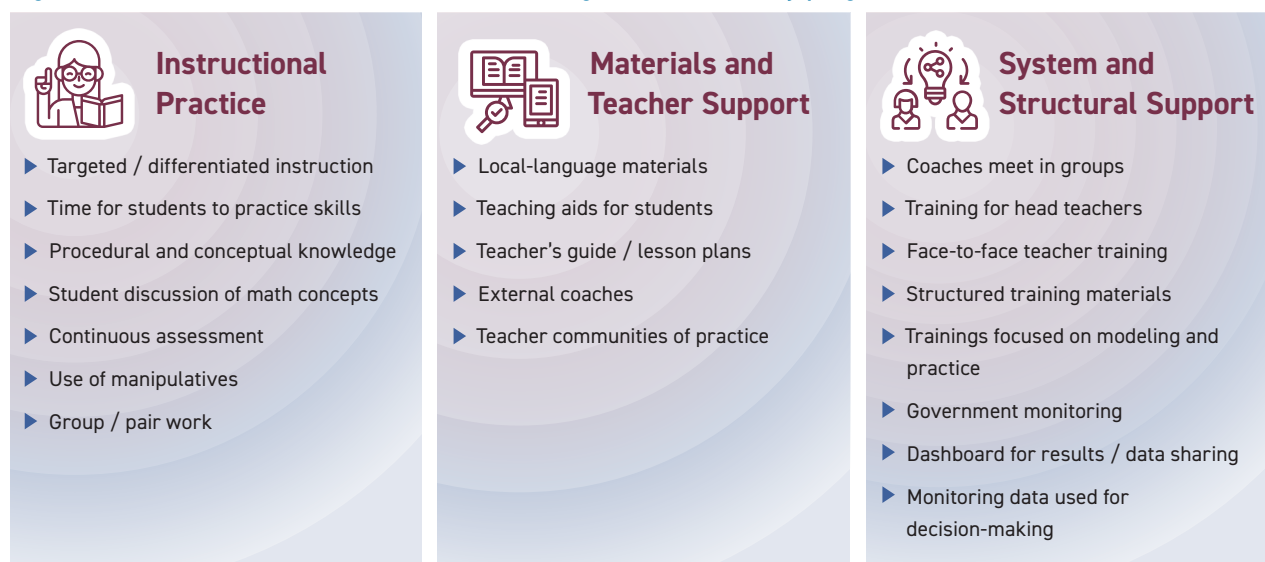 Instructional
Practice
Targeted / differentiated instruction
Time for students to practice skills
Procedural and conceptual knowledge
Student discussion of math concepts
Continuous assessment
Use of manipulatives
Group / pair work
Materials and
Teacher Support
Local-language materials
Teaching aids for students
Teacher's guide / lesson plans
External coaches
Teacher communities of practice
System and
Structural Support
Coaches meet in groups
Training for head teachers
Face-to-face teacher training
Structured training materials
Trainings focused on modeling and
practice
Government monitoring
Dashboard for results / data sharing
Monitoring data used for
decision-making